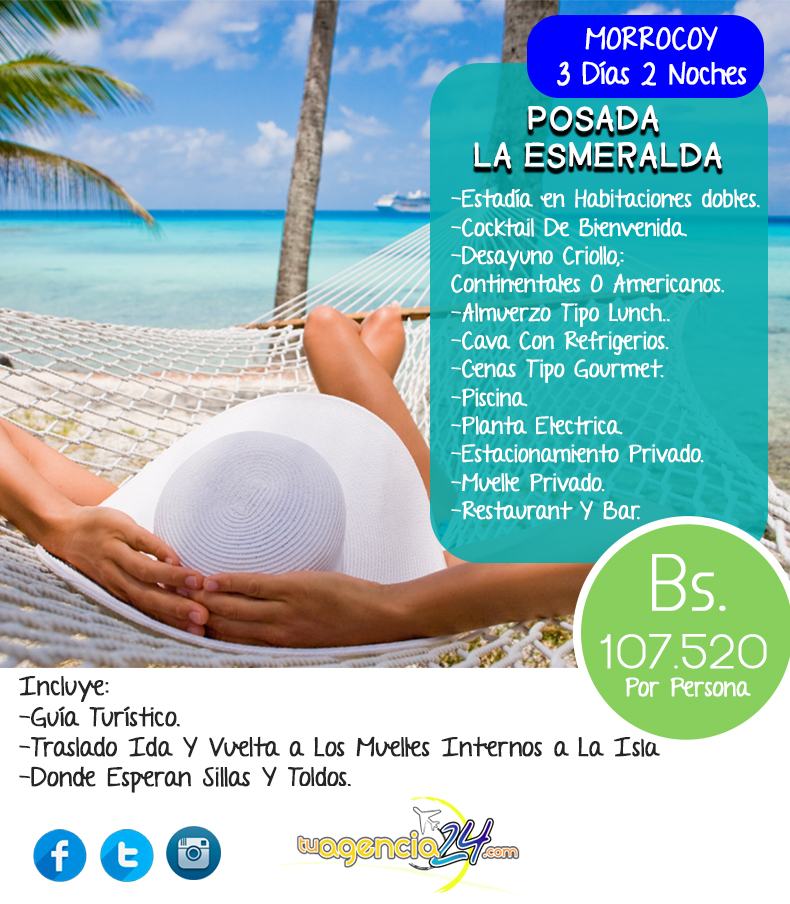 MORROCOY
3 Días 2 Noches
POSADA
LA ESMERALDA
-Estadía en Habitaciones dobles.
-Cocktail De Bienvenida.
-Desayuno Criollo,:
Continentales O Americanos.
-Almuerzo Tipo Lunch..
-Cava Con Refrigerios.
-Cenas Tipo Gourmet.
-Piscina.
-Planta Electrica.
-Estacionamiento Privado.
-Muelle Privado.
-Restaurant Y Bar.
Bs.
107.520
Por Persona
Incluye:
-Guía Turístico.
-Traslado Ida Y Vuelta a Los Muelles Internos a La Isla
-Donde Esperan Sillas Y Toldos.
tuagencia24.com